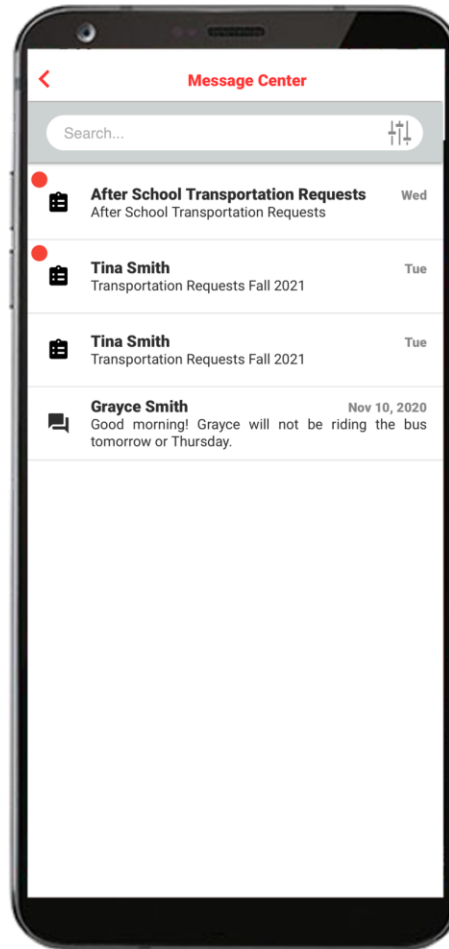 Message Center
Search...
After School Transportation Requests Wed
After School Transportation Requests
Tina Smith Tue
Transportation Requests Fall 2021
Tina Smith Tue
Transportation Requests Fall 2021
Grayce Smith Nov 10, 2020
Good morning! Grayce will not be riding the bus
tomorrow or Thursday.